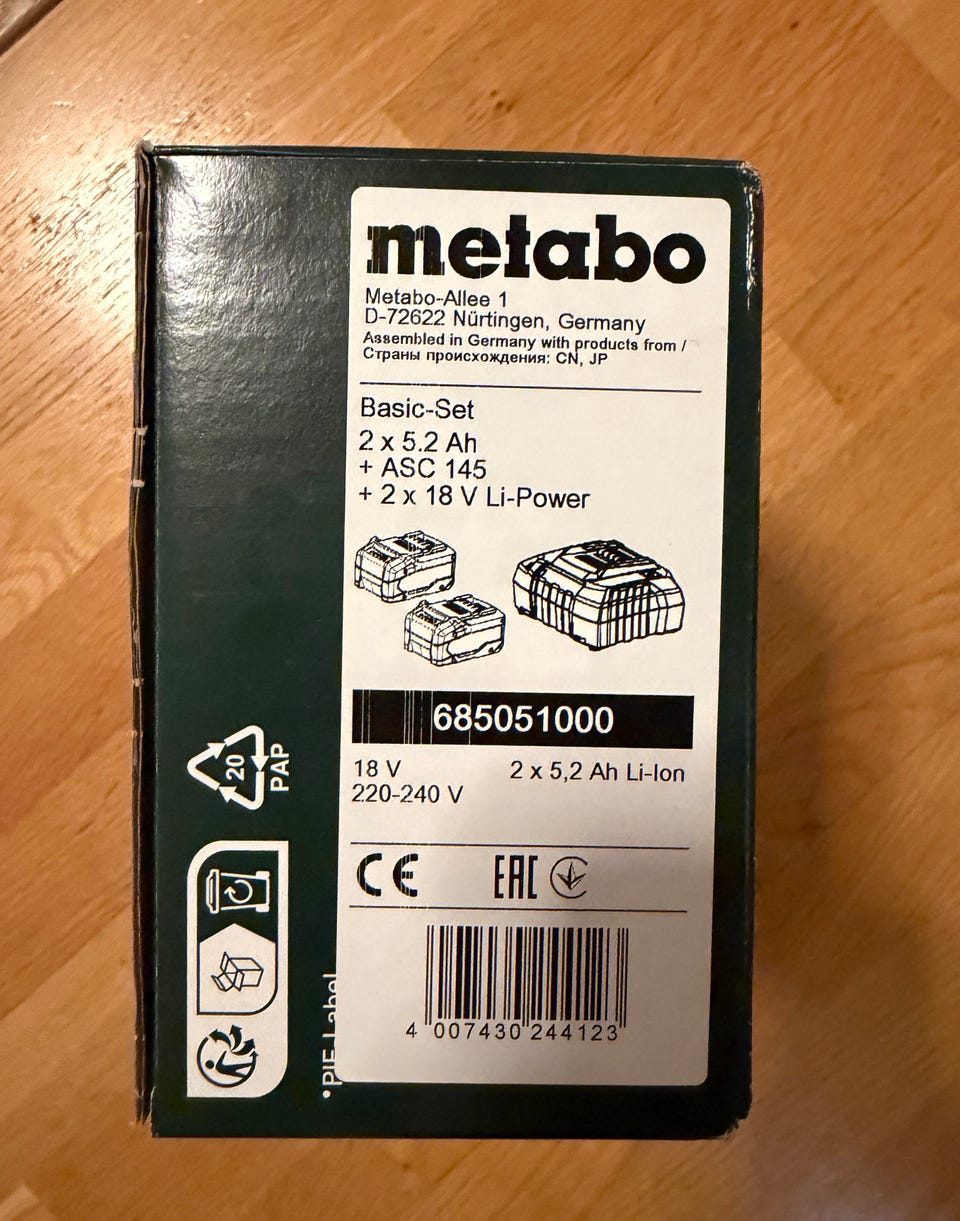 metabo
Metabo-Allee 1
D-72622 Nürtingen, Germany
Assembled in Germany with products from /
Страны происхождения: CN, JP
Basic-Set
2 x 5.2 Ah
+ ASC 145
+ 2 x 18 V Li-Power
685051000
18 V 2 x 5,2 Ah Li-Ion
220-240 V
CE EAC
4 007430 244123
20
PAP